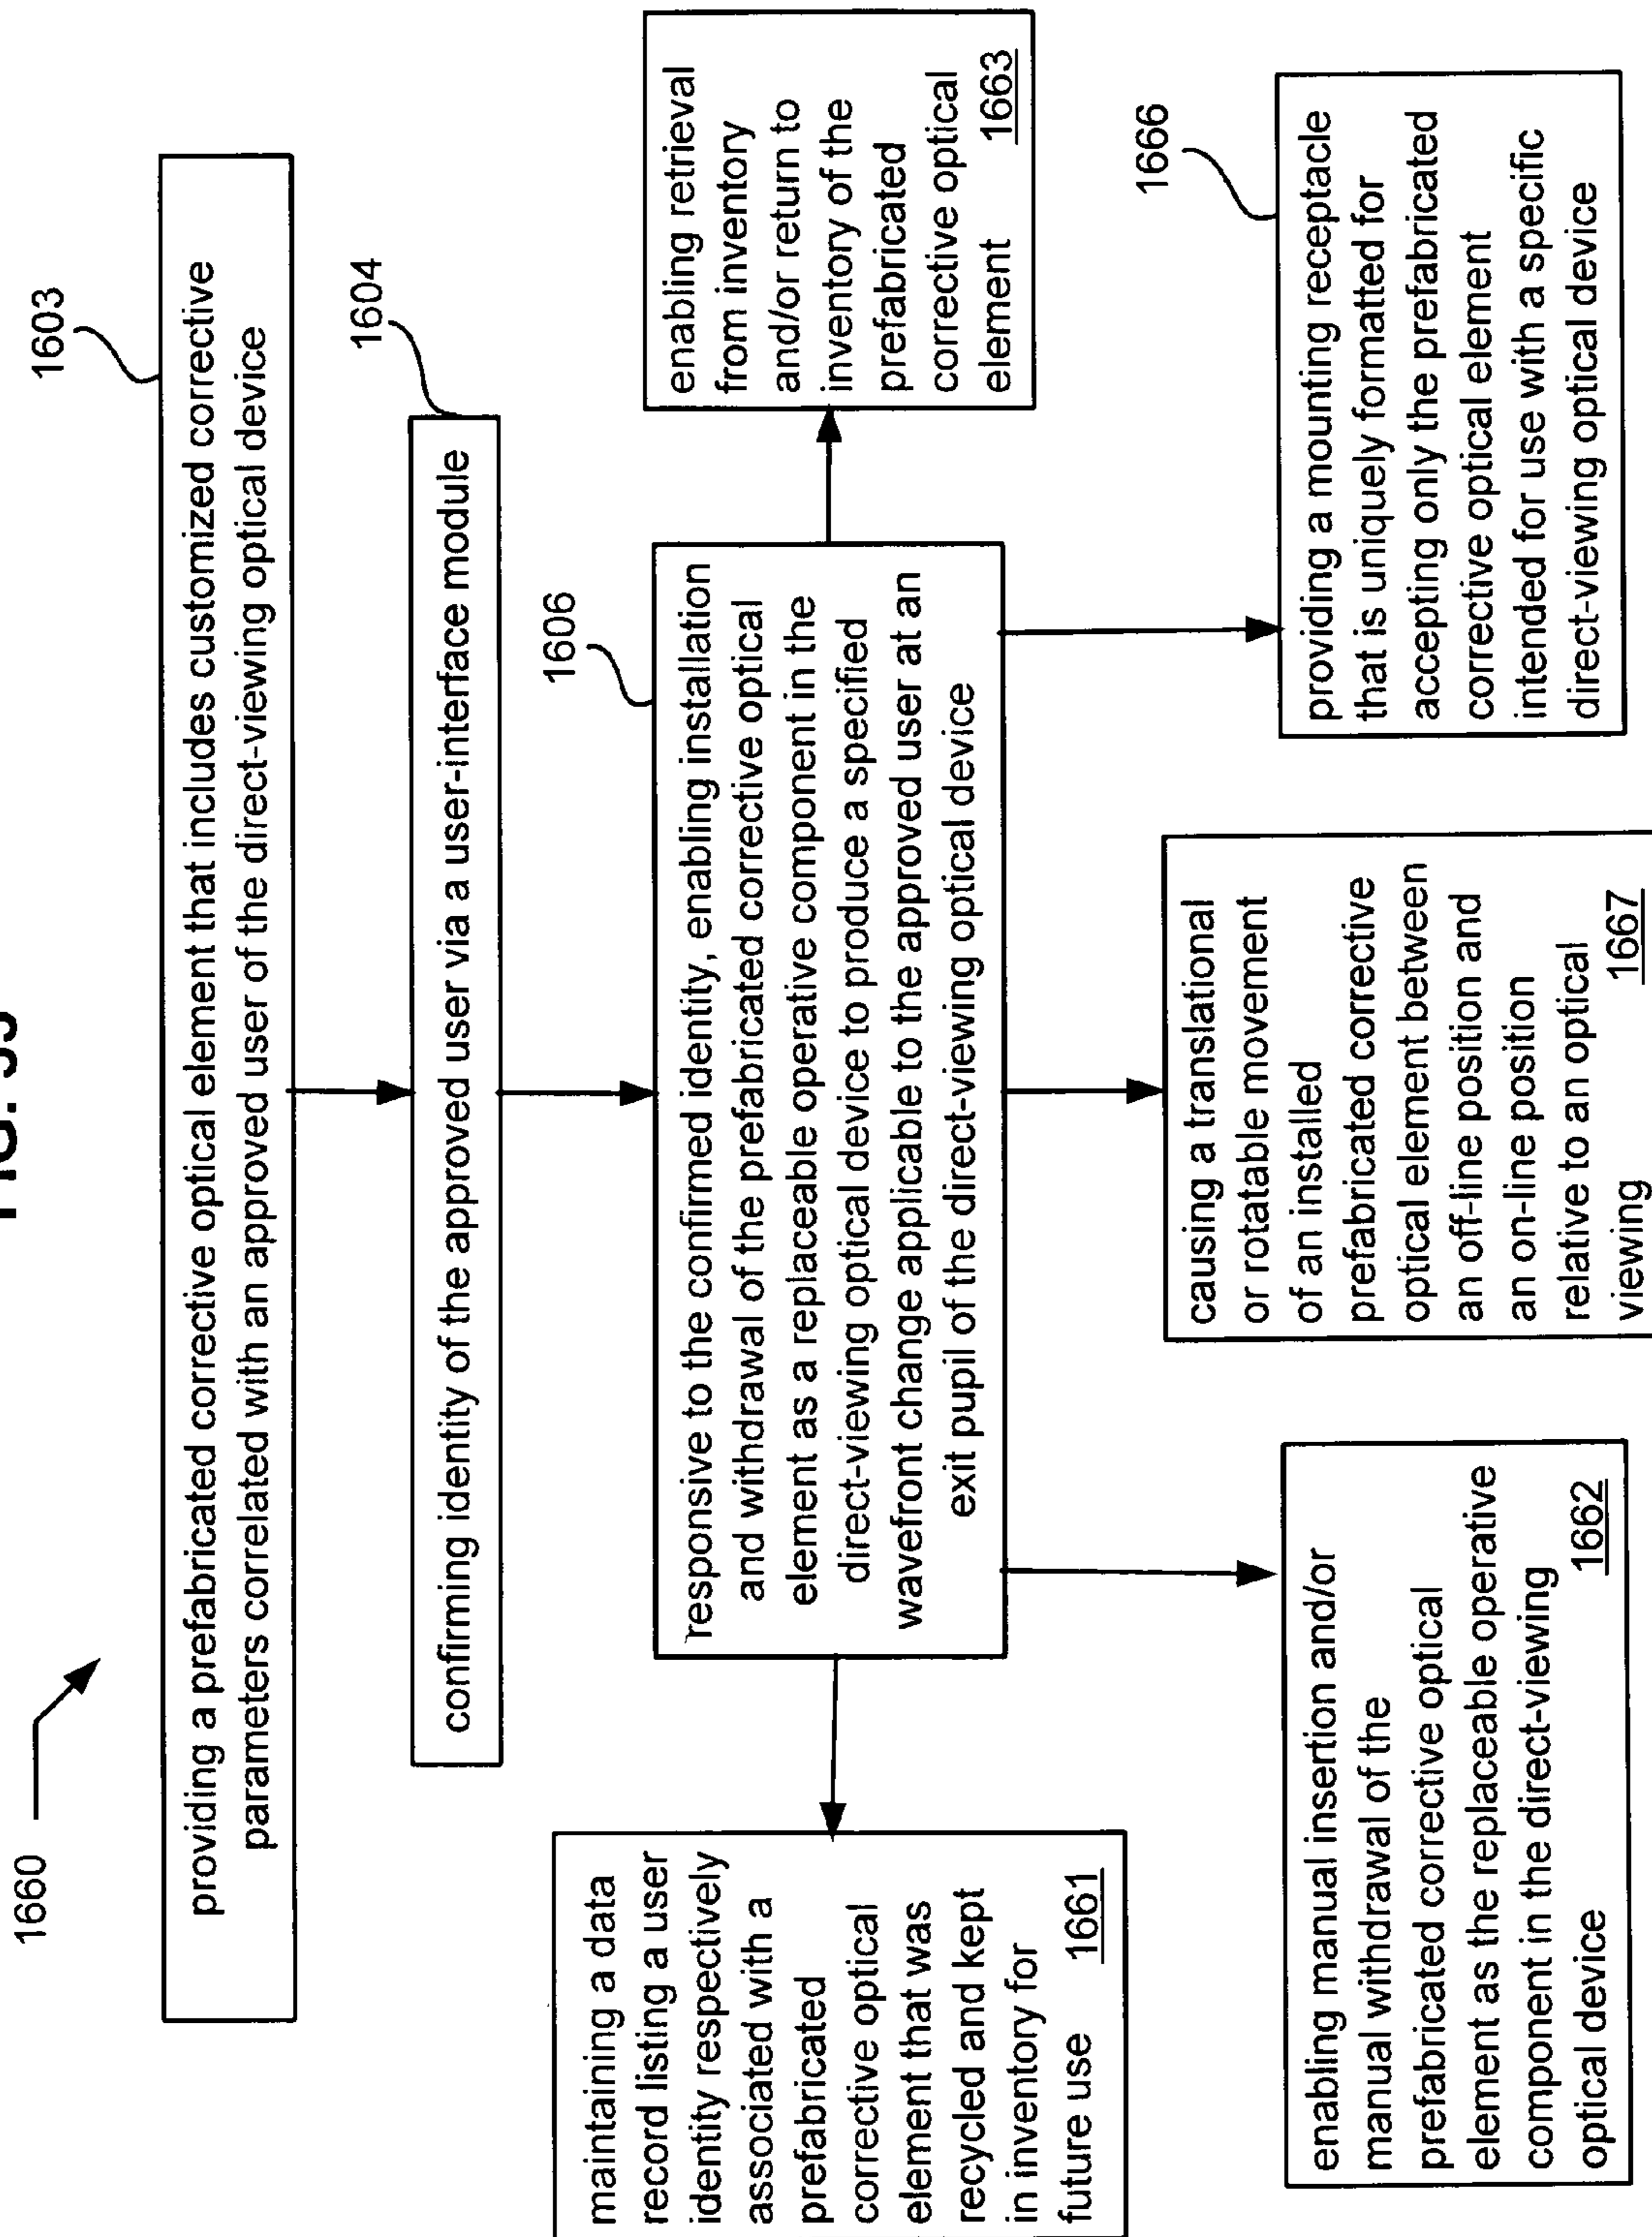 FIG.
1660
1603
providing a prefabricated corrective optical element that includes customized corrective
parameters correlated with an approved user of the direct-viewing optical device
1604
confirming identity of the approved user via a user-interface module
1606
responsive to the confirmed identity, enabling installation
and withdrawal of the prefabricated corrective optical
element as a replaceable operative component in the
direct-viewing optical device to produce a specified
wavefront change applicable to the approved user at an
exit pupil of the direct-viewing optical device
maintaining a data
record listing a user
identity respectively
associated with a
prefabricated
corrective optical
element that was
recycled and kept
in inventory for
future use 1661
enabling retrieval
from inventory
and/or return to
inventory of the
prefabricated
corrective optical
element 1663
enabling manual insertion and/or
manual withdrawal of the
prefabricated corrective optical
element as the replaceable operative
component in the direct-viewing
optical device 1662
causing a translational
or rotatable movement
of an installed
prefabricated corrective
optical element between
an off-line position and
an on-line position
relative to an optical
viewing 1667
1666
providing a mounting receptacle
that is uniquely formatted for
accepting only the prefabricated
corrective optical element
intended for use with a specific
direct-viewing optical device